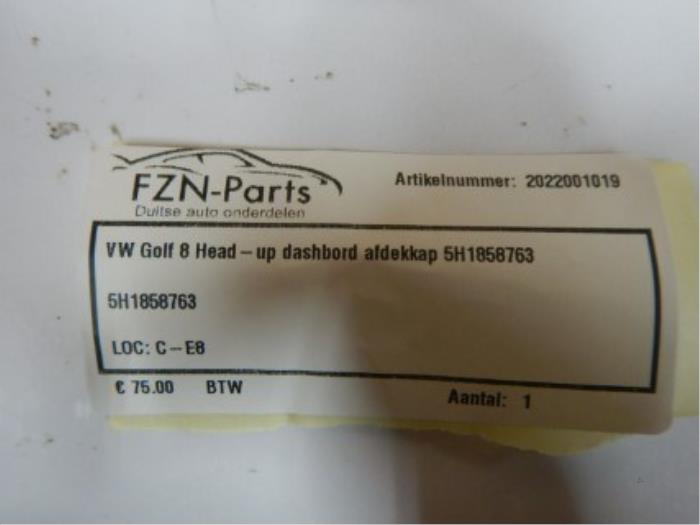 FZN-Parts
Duitse auto onderdelen
Artikelnummer: 2022001019
VW Golf 8 Head – up dashbord afdekkap 5H1858763
5H1858763
LOC: C – E8
€ 75.00 BTW
Aantal: 1